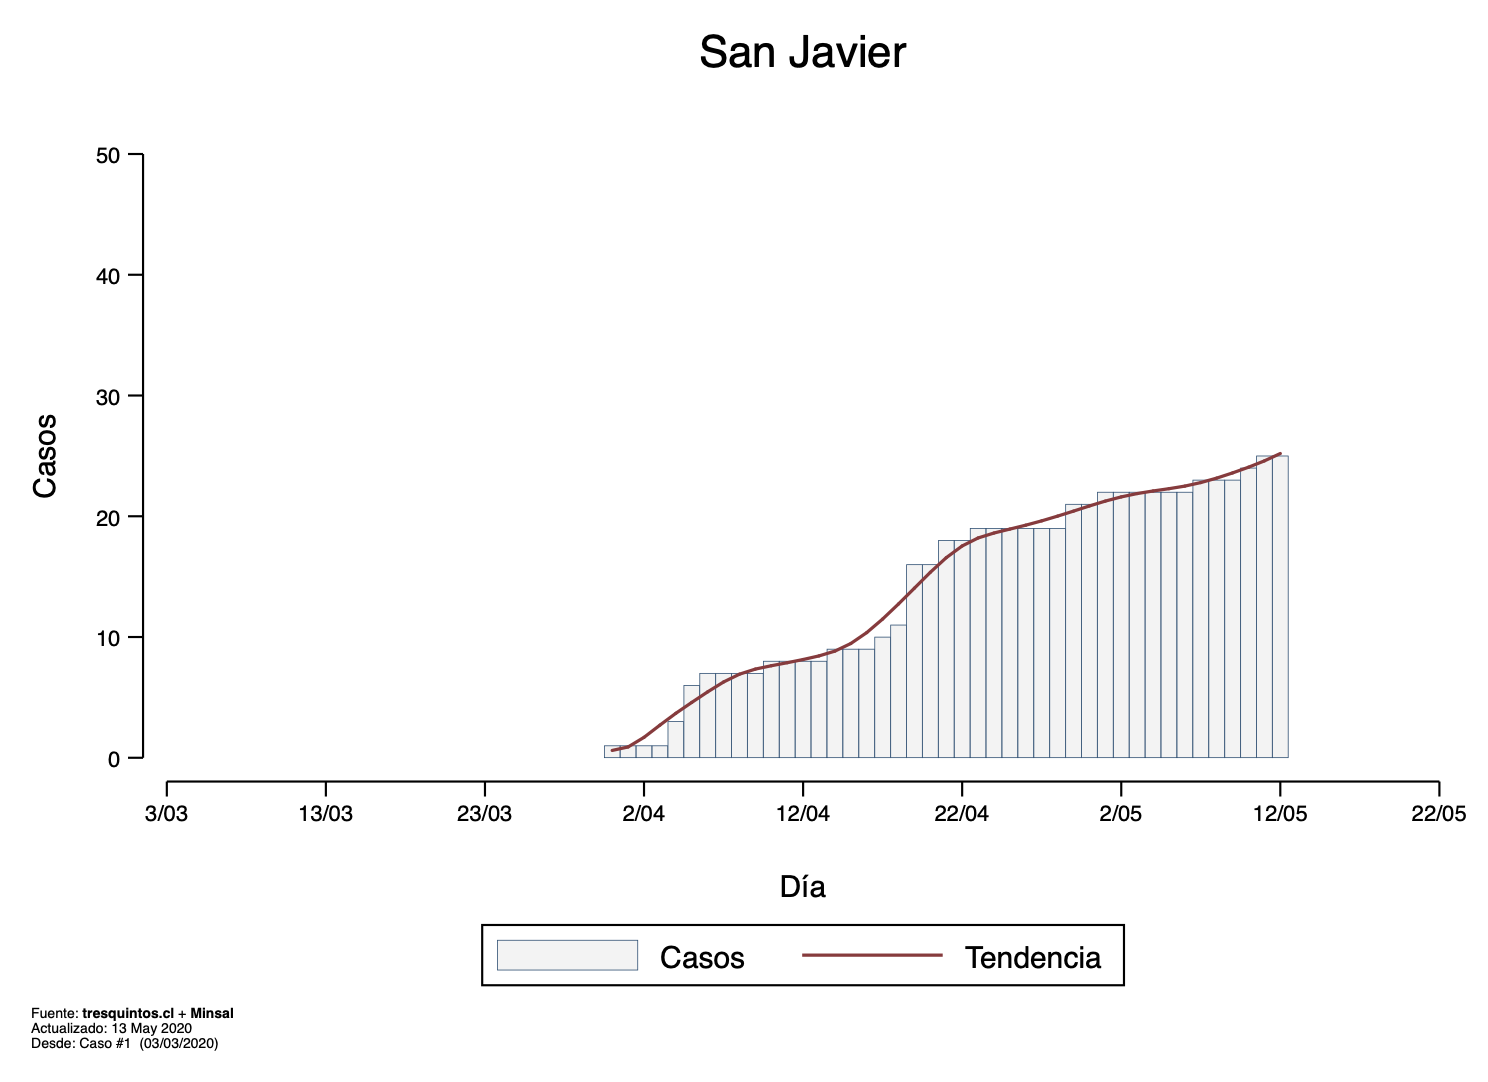 San Javier
50
40
30
20
10
0
Casos
3/03 13/03 23/03 2/04 12/04 22/04 2/05 12/05 22/05
Día
Casos Tendencia
Fuente: tresquintos.cl + Minsal
Actualizado: 13 May 2020
Desde: Caso #1 (03/03/2020)